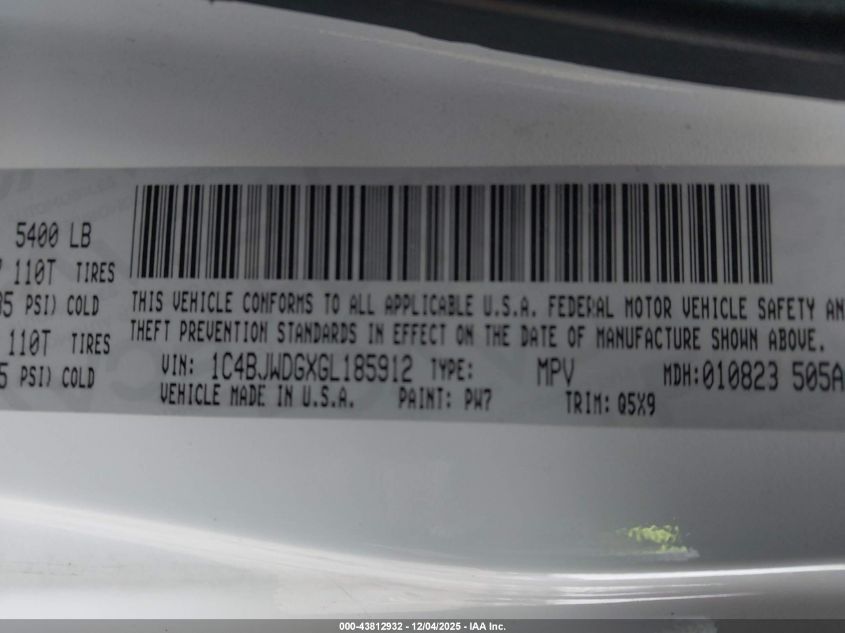 5400 LB
110T TIRES
PSI) COLD
THIS VEHICLE CONFORMS TO ALL APPLICABLE U.S.A. FEDERAL MOTOR VEHICLE SAFETY AN
110T TIRES
THEFT PREVENTION STANDARDS IN EFFECT ON THE DATE OF MANUFACTURE SHOWN ABOVE.
PSI) COLD
VIN: 1C4BJWDGXGL185912 TYPE: MPV MDH:010823 505A
VEHICLE MADE IN U.S.A. PAINT: PW7 TRIM: Q5X9
000-43812932 - 12/04/2025 - IAA Inc.